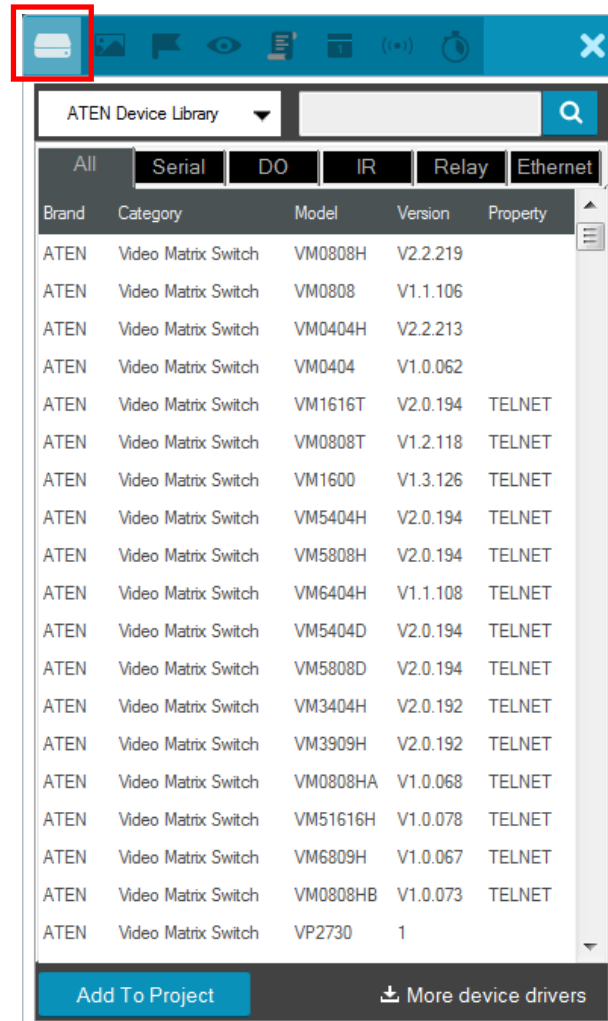 1
ATEN Device Library
All Serial DO IR Relay Ethernet
Brand Category Model Version Property
ATEN Video Matrix Switch VM0808H V2.2.219
ATEN Video Matrix Switch VM0808 V1.1.106
ATEN Video Matrix Switch VM0404H V2.2.213
ATEN Video Matrix Switch VM0404 V1.0.062
ATEN Video Matrix Switch VM1616T V2.0.194 TELNET
ATEN Video Matrix Switch VM0808T V1.2.118 TELNET
ATEN Video Matrix Switch VM1600 V1.3.126 TELNET
ATEN Video Matrix Switch VM5404H V2.0.194 TELNET
ATEN Video Matrix Switch VM5808H V2.0.194 TELNET
ATEN Video Matrix Switch VM6404H V1.1.108 TELNET
ATEN Video Matrix Switch VM5404D V2.0.194 TELNET
ATEN Video Matrix Switch VM5808D V2.0.194 TELNET
ATEN Video Matrix Switch VM3404H V2.0.192 TELNET
ATEN Video Matrix Switch VM3909H V2.0.192 TELNET
ATEN Video Matrix Switch VM0808HA V1.0.068 TELNET
ATEN Video Matrix Switch VM51616H V1.0.078 TELNET
ATEN Video Matrix Switch VM6809H V1.0.067 TELNET
ATEN Video Matrix Switch VM0808HB V1.0.073 TELNET
ATEN Video Matrix Switch VP2730 1
Add To Project More device drivers